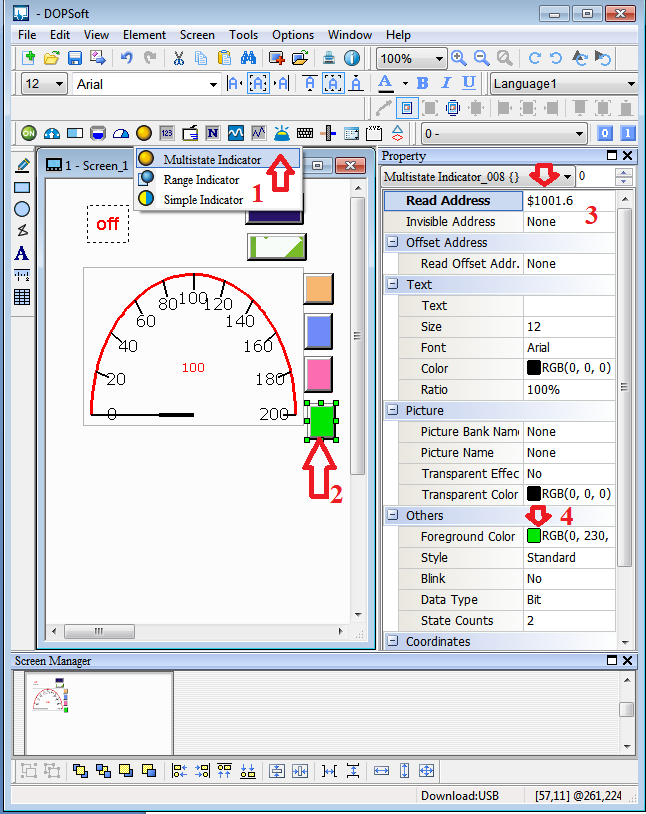 DOPSoft
File Edit View Element Screen Tools Options Window Help
100%
12 Arial A A A A A A A B I U Language1
ON 123 N XYZ 0 - 0 1
1 - Screen_1
Multistate Indicator
Range Indicator
Simple Indicator
1
off
0 20 40 60 80 100 120 140 160 180 200
100
2
A
Property
Multistate Indicator_008 {} 0
Read Address $1001.6
3
Invisible Address None
Offset Address
Read Offset Addr. None
Text
Text
Size 12
Font Arial
Color RGB(0, 0, 0)
Ratio 100%
Picture
Picture Bank Name None
Picture Name None
Transparent Effec No
Transparent Color RGB(0, 0, 0)
Others
4
Foreground Color RGB(0, 230,
Style Standard
Blink No
Data Type Bit
State Counts 2
Coordinates
Screen Manager
Download:USB [57,11] @261,224